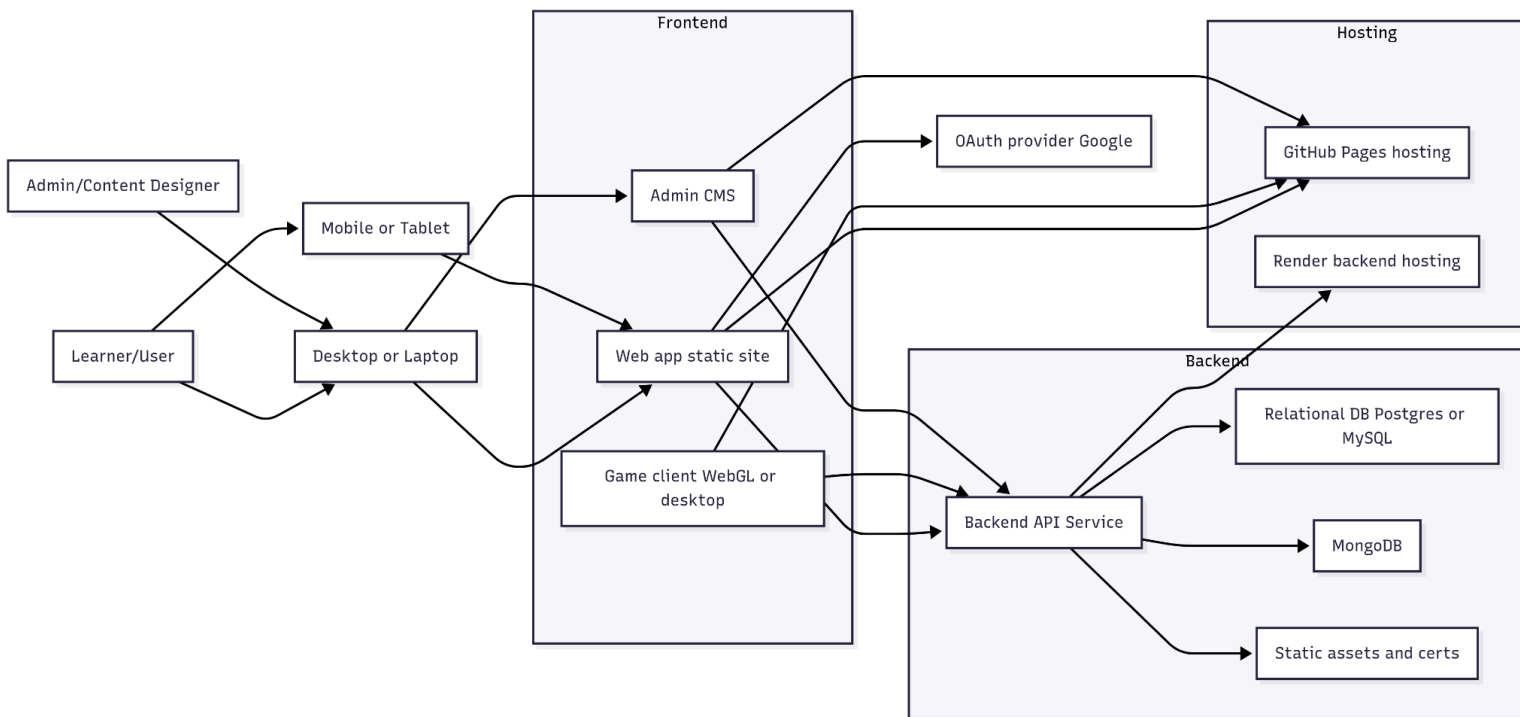 Frontend
Hosting
OAuth provider Google
GitHub Pages hosting
Admin/Content Designer
Admin CMS
Mobile or Tablet
Render backend hosting
Learner/User
Desktop or Laptop
Web app static site
Backend
Relational DB Postgres or
MySQL
Game client WebGL or
desktop
Backend API Service
MongoDB
Static assets and certs